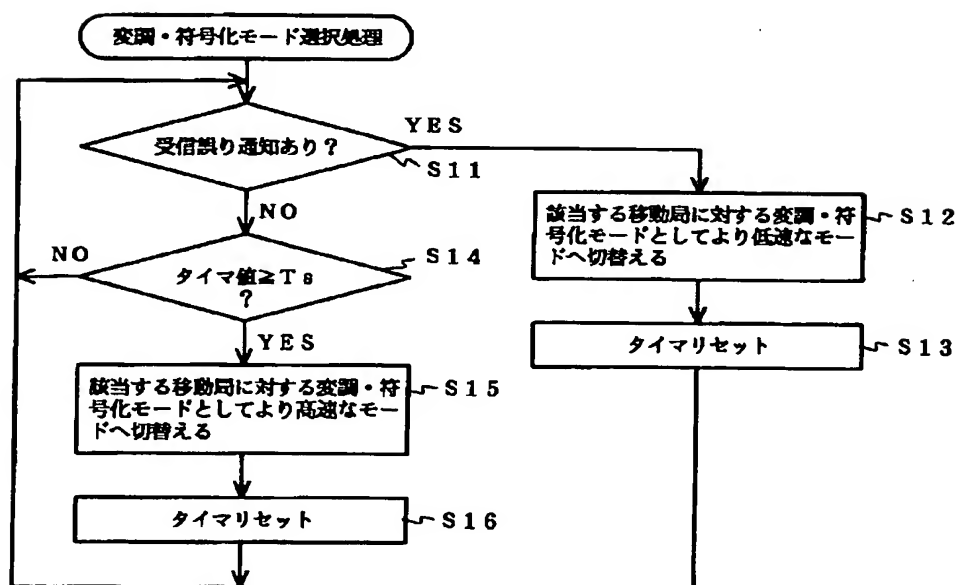 変調・符号化モード選択処理
受信誤り通知あり？
YES
S11
NO
該当する移動局に対する変調・符
号化モードとしてより低速なモー
ドへ切替える
S12
NO
タイマ値≧Ts
？
S14
YES
タイマリセット
S13
該当する移動局に対する変調・符
号化モードとしてより高速なモー
ドへ切替える
S15
タイマリセット
S16